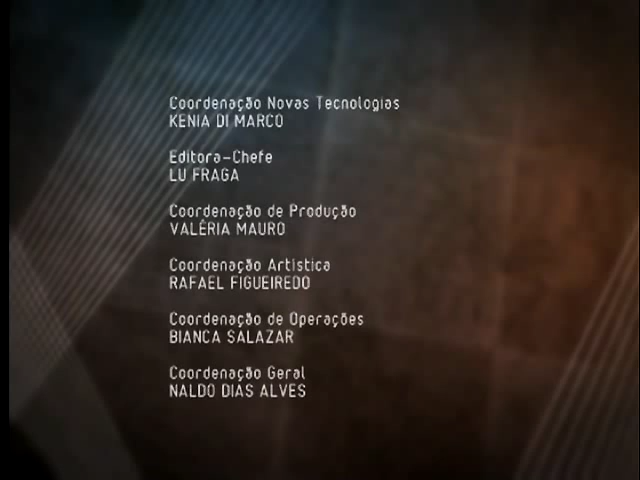 Coordenação Novas Tecnologias
KENIA DI MARCO
Editora-Chefe
LU FRAGA
Coordenação de Produção
VALÉRIA MAURO
Coordenação Artística
RAFAEL FIGUEIREDO
Coordenação de Operações
BIANCA SALAZAR
Coordenação Geral
NALDO DIAS ALVES